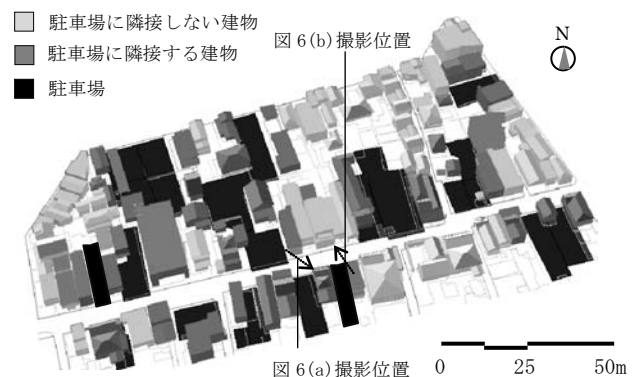 駐車場に隣接しない建物
駐車場に隣接する建物
駐車場
図 6(b)撮影位置
N
図 6(a)撮影位置
0 25 50m